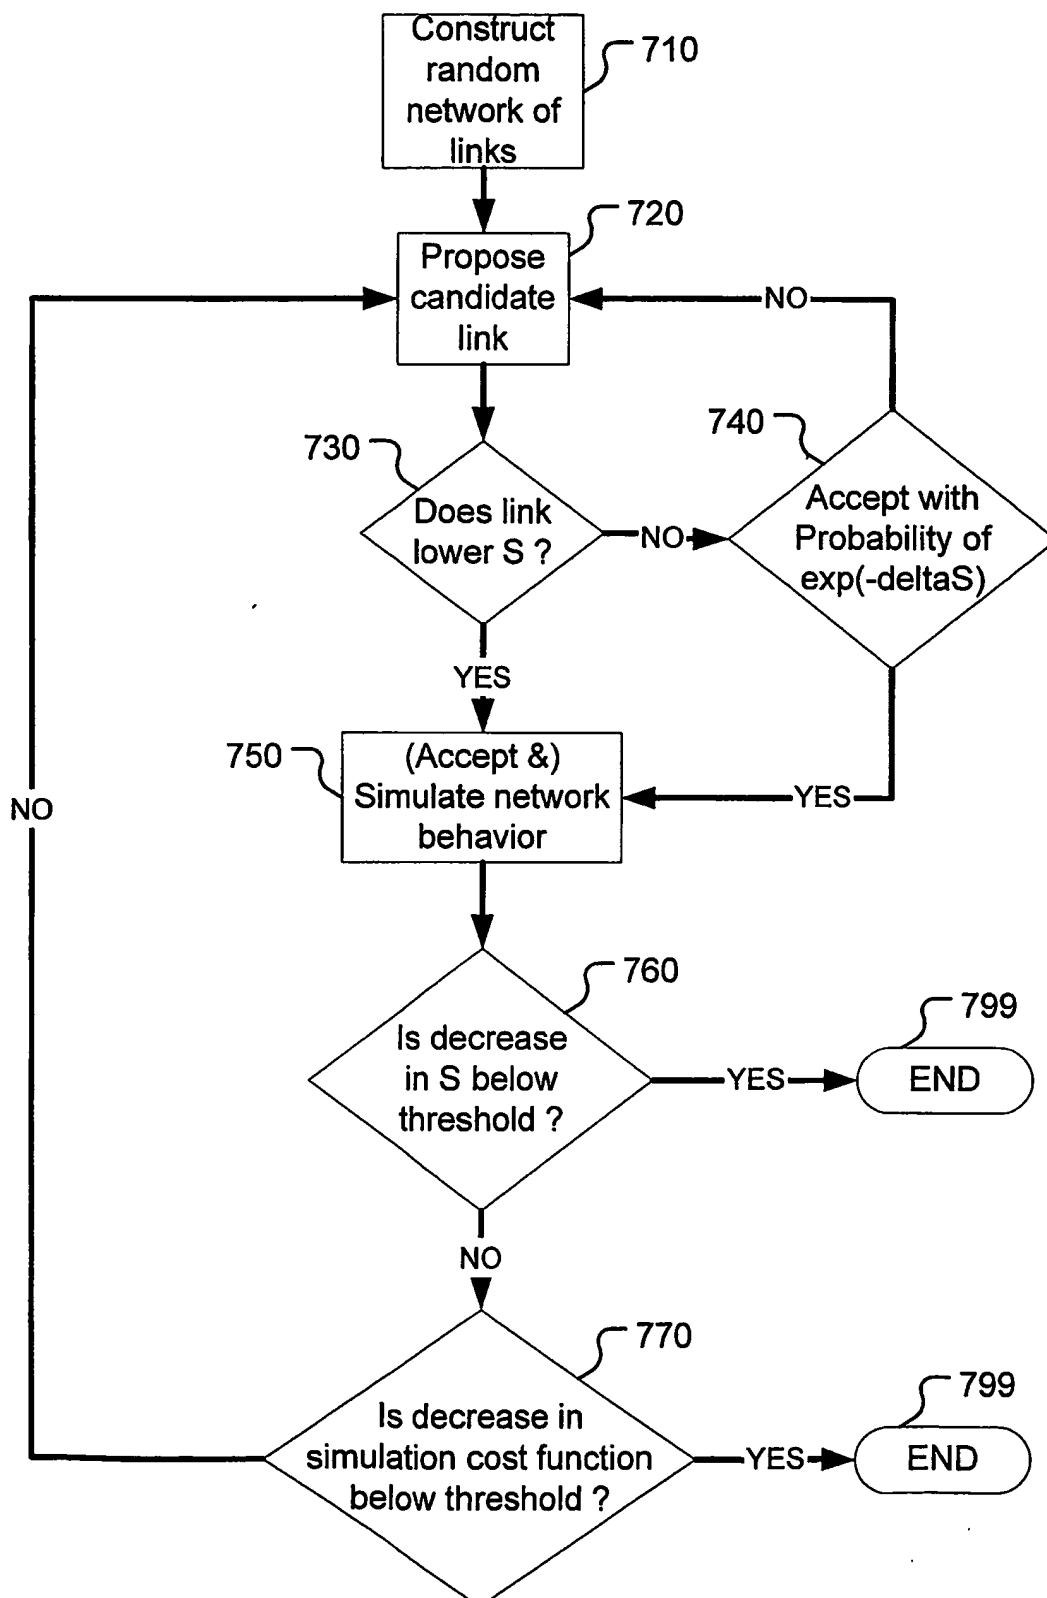 Construct
random
network of
links
710
720
Propose
candidate
link
NO
730
740
Does link
lower S ?
NO
Accept with
Probability of
exp(-deltaS)
YES
750
(Accept &)
Simulate network
behavior
YES
NO
760
Is decrease
in S below
threshold ?
YES
799
END
NO
770
Is decrease in
simulation cost function
below threshold ?
YES
799
END